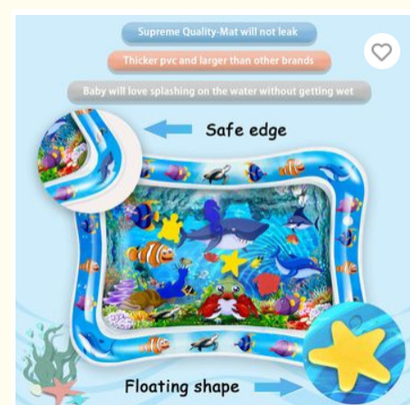 Supreme Quality-Mat will not leak
Thicker pvc and larger than other brands
Baby will love splashing on the water without getting wet
Safe edge
Floating shape